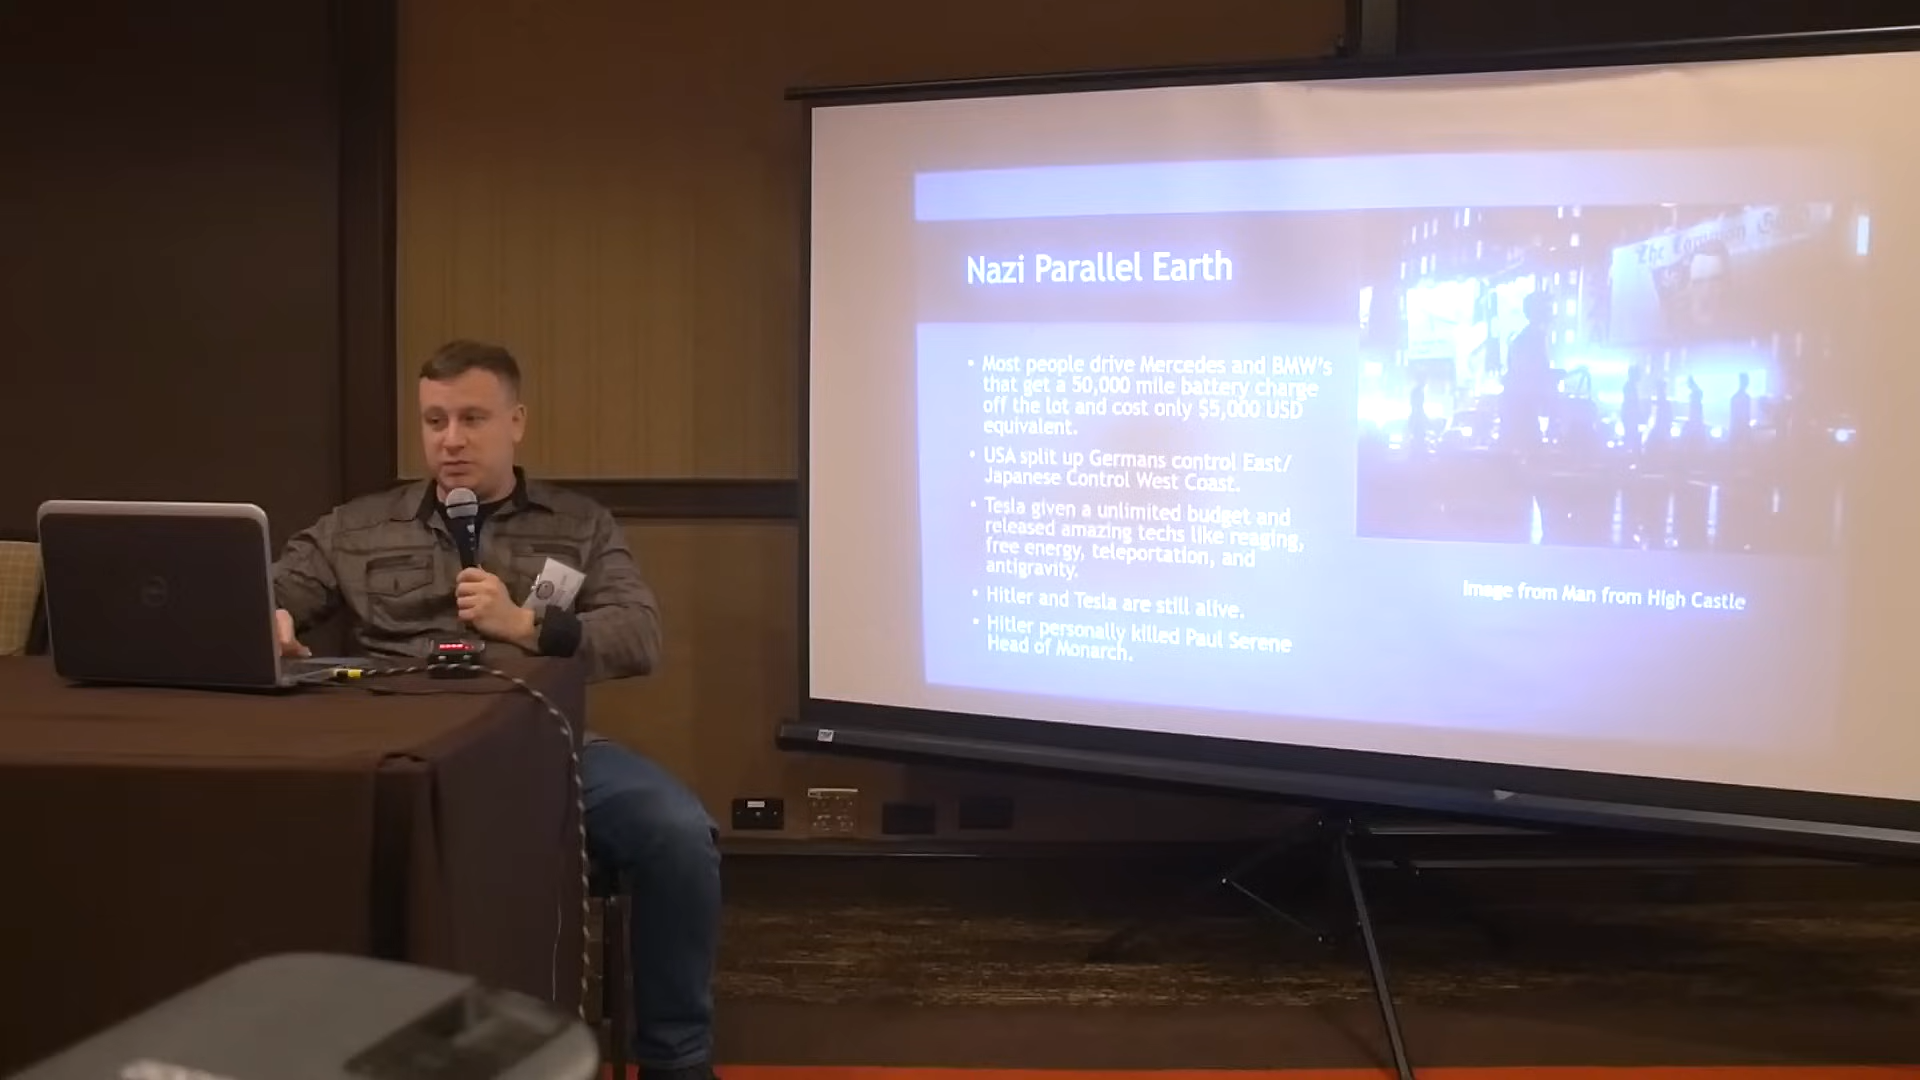 Nazi Parallel Earth
• Most people drive Mercedes and BMW's
that get a 50,000 mile battery charge
off the lot and cost only $5,000 USD
equivalent.
• USA split up Germans control East/
Japanese Control West Coast.
• Tesla given a unlimited budget and
released amazing techs like reaging,
free energy, teleportation, and
antigravity.
• Hitler and Tesla are still alive.
• Hitler personally killed Paul Serene
Head of Monarch.
The
Image from Man from High Castle